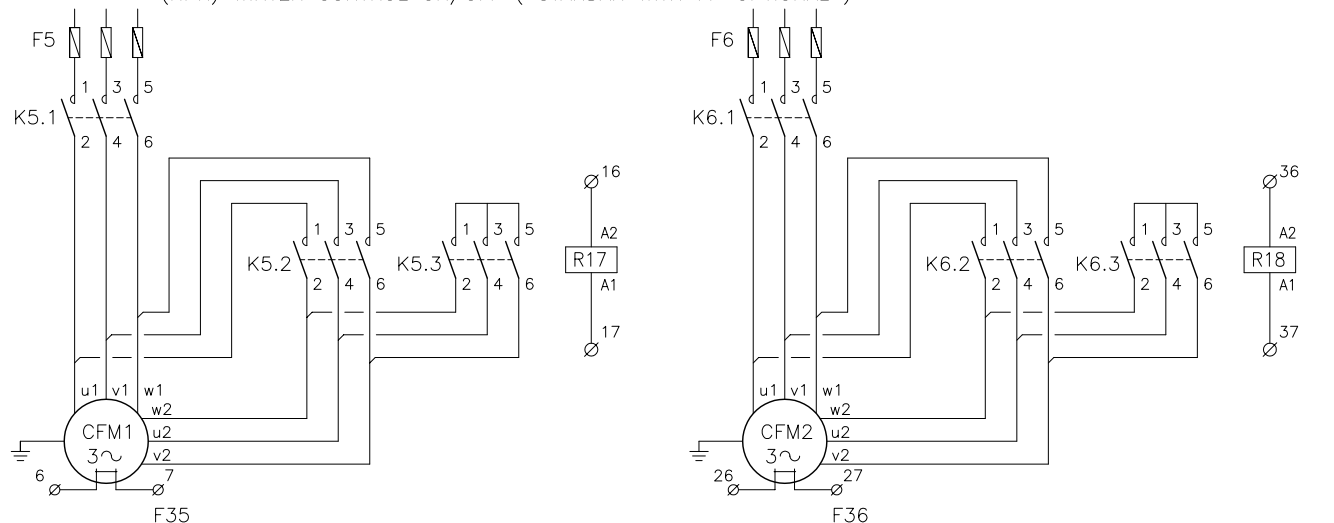 F5
F6
1 3 5
1 3 5
K5.1
K6.1
2 4 6
2 4 6
16
36
1 3 5
1 3 5
1 3 5
1 3 5
A2
A2
K5.2
K5.3
R17
K6.2
K6.3
R18
2 4 6
2 4 6
A1
2 4 6
2 4 6
A1
17
37
u1 v1 w1
u1 v1 w1
w2
w2
CFM1
u2
CFM2
u2
3~
v2
3~
v2
6
7
26
27
F35
F36